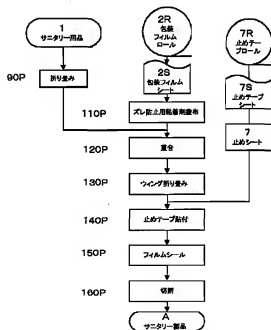 1
サニタリー用品
2R
包装
フィルム
ロール
7R
止めテー
プロール
90P
折り畳み
2S
包装フィルム
シート
7S
止めテープ
シート
110P
ズレ防止用粘着剤塗布
7
止めシート
120P
重合
130P
ウィング折り畳み
140P
止めテープ貼付
150P
フィルムシール
160P
切断
A
サニタリー製品